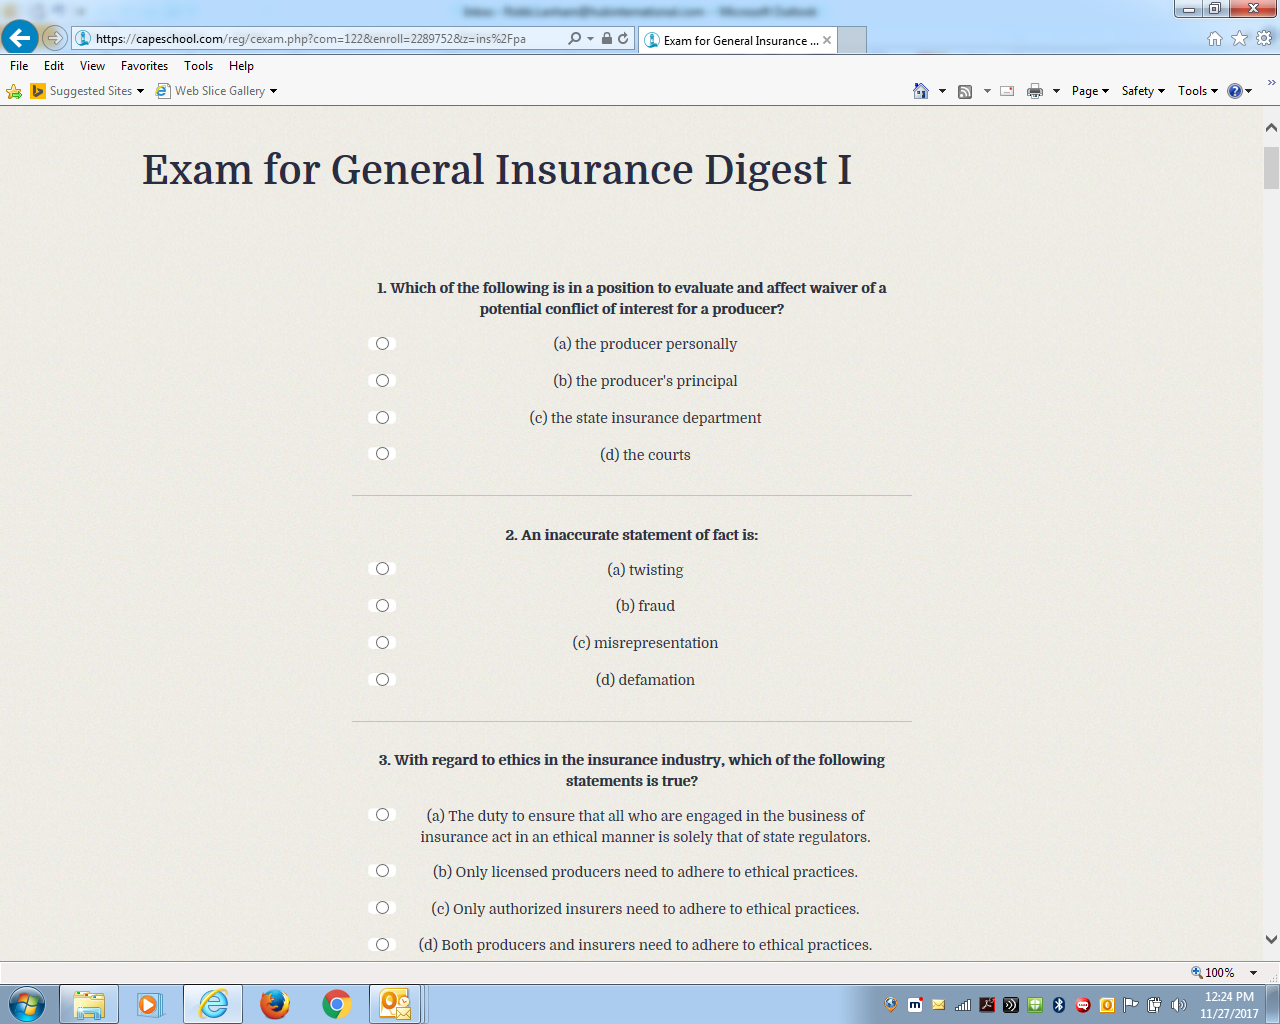 https://capeschool.com/reg/cexam.php?com=122&enroll=2289752&z=ins%2Fpa
Exam for General Insurance ...
File Edit View Favorites Tools Help
Suggested Sites Web Slice Gallery
Page Safety Tools
Exam for General Insurance Digest I
1. Which of the following is in a position to evaluate and affect waiver of a
potential conflict of interest for a producer?
(a) the producer personally
(b) the producer's principal
(c) the state insurance department
(d) the courts
2. An inaccurate statement of fact is:
(a) twisting
(b) fraud
(c) misrepresentation
(d) defamation
3. With regard to ethics in the insurance industry, which of the following
statements is true?
(a) The duty to ensure that all who are engaged in the business of
insurance act in an ethical manner is solely that of state regulators.
(b) Only licensed producers need to adhere to ethical practices.
(c) Only authorized insurers need to adhere to ethical practices.
(d) Both producers and insurers need to adhere to ethical practices.
100%
12:24 PM
11/27/2017